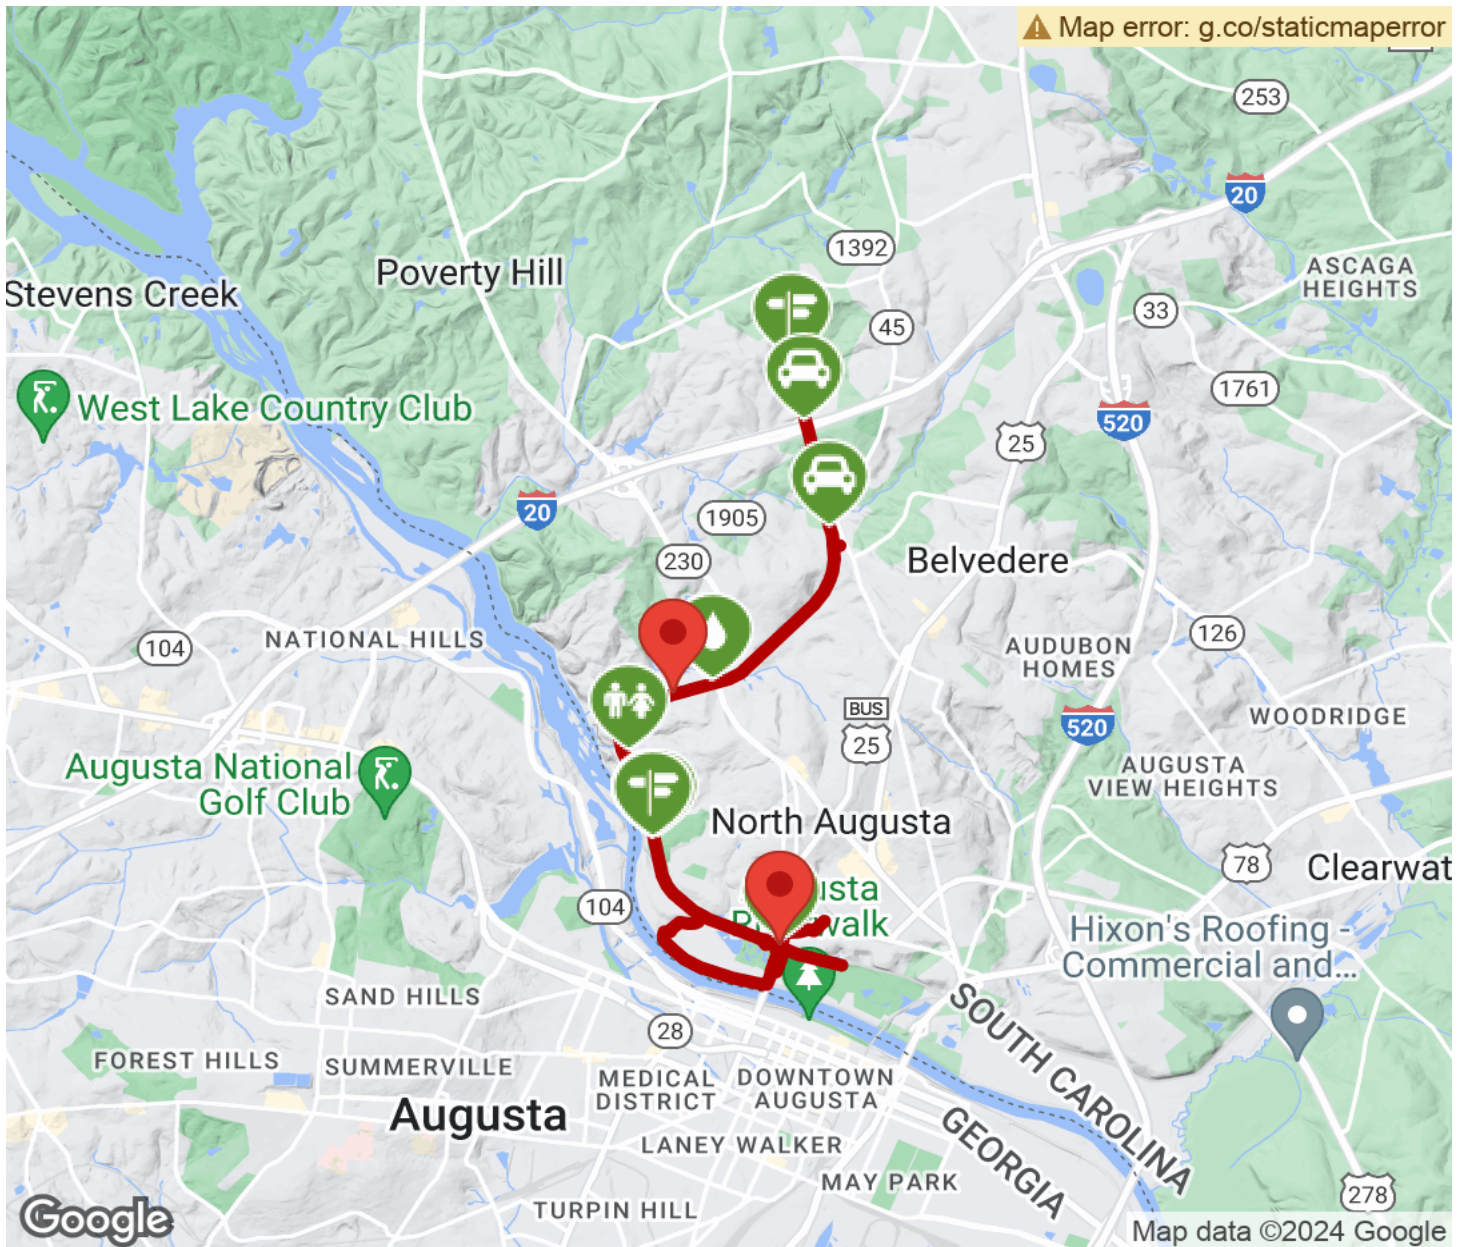 Map error: g.co/staticmaperror
253
20
1392
Poverty Hill
ASCAGA
HEIGHTS
Stevens Creek
33
45
1761
West Lake Country Club
520
25
20
1905
230
Belvedere
104
NATIONAL HILLS
126
AUDUBON
HOMES
BUS
25
520
WOODRIDGE
Augusta National
Golf Club
AUGUSTA
VIEW HEIGHTS
North Augusta
78
Clearwat
104
usta
walk
Hixon's Roofing -
Commercial and...
SAND HILLS
28
SOUTH CAROLINA
FOREST HILLS
SUMMERVILLE
MEDICAL
DISTRICT
DOWNTOWN
AUGUSTA
Augusta
GEORGIA
LANEY WALKER
MAY PARK
278
TURPIN HILL
Google
Map data ©2024 Google